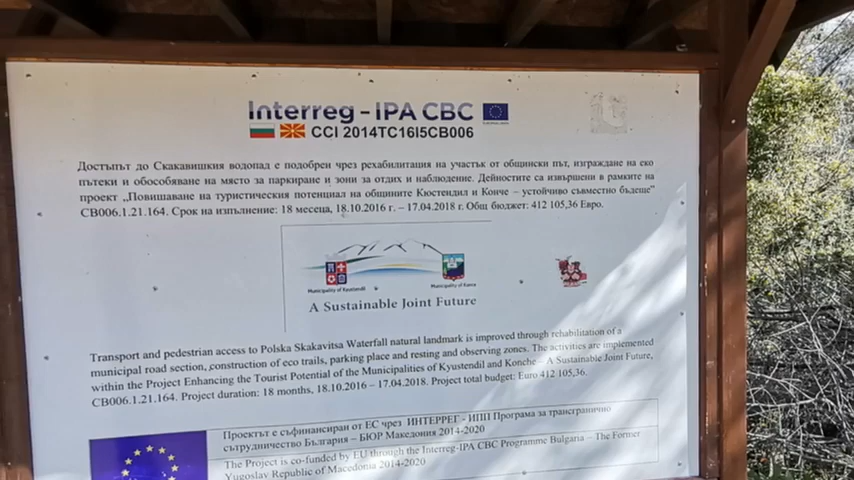 Interreg - IPA CBC
CCI 2014TC16I5CB006
Достъпът до Скакавишкия водопад е подобрен чрез рехабилитация на участък от общински път, изграждане на еко
пътеки и обособяване на място за паркиране и зони за отдих и наблюдение. Дейностите са извършени в рамките на
проект „Повишаване на туристическия потенциал на общините Кюстендил и Конче – устойчиво съвместно бъдеще”
CB006.1.21.164. Срок на изпълнение: 18 месеца, 18.10.2016 г. – 17.04.2018 г. Общ бюджет: 412 105,36 Евро.
Municipality of Kyustendil
Municipality of Konce
A Sustainable Joint Future
Transport and pedestrian access to Polska Skakavitsa Waterfall natural landmark is improved through rehabilitation of a
municipal road section, construction of eco trails, parking place and resting and observing zones. The activities are implemented
within the Project Enhancing the Tourist Potential of the Municipalities of Kyustendil and Konche – A Sustainable Joint Future,
CB006.1.21.164. Project duration: 18 months, 18.10.2016 – 17.04.2018. Project total budget: Euro 412 105,36.
Проектът е съфинансиран от ЕС чрез ИНТЕРРЕГ - ИПП Програма за трансгранично
сътрудничество България – БЮР Македония 2014-2020
The Project is co-funded by EU through the Interreg-IPA CBC Programme Bulgaria – The Former
Yugoslav Republic of Macedonia 2014-2020